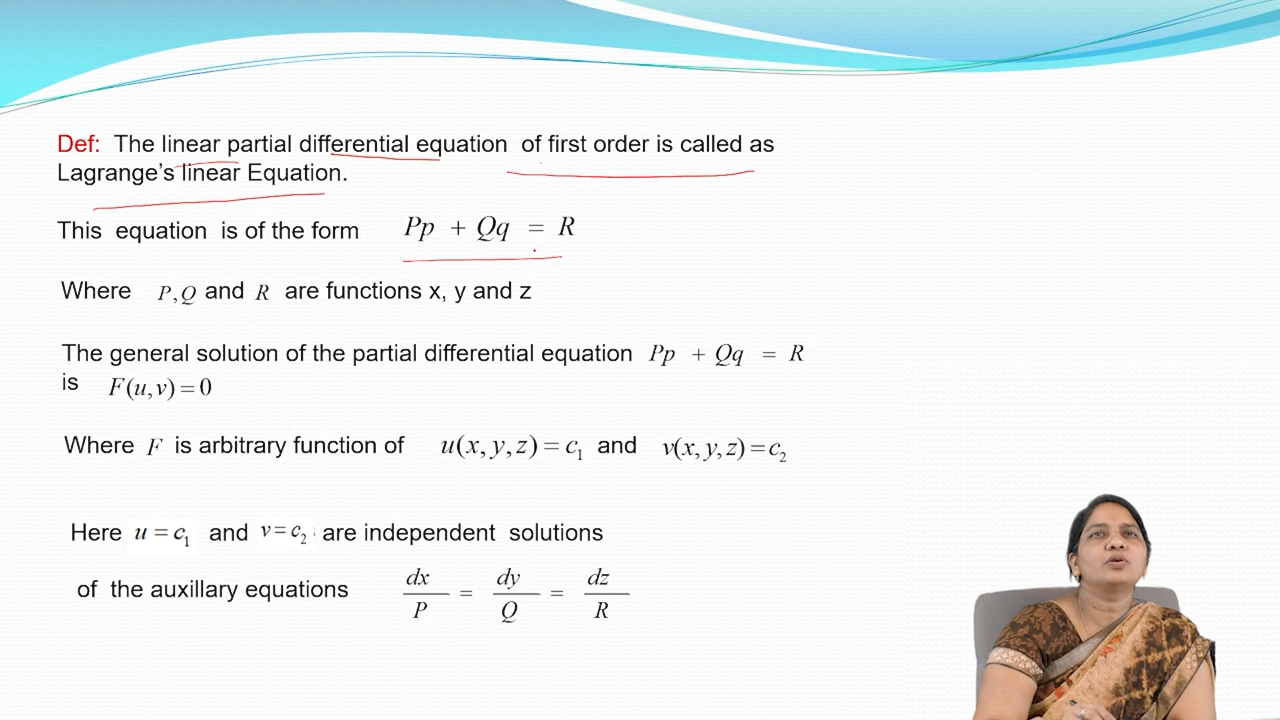 Def: The linear partial differential equation of first order is called as
Lagrange’s linear Equation.
This equation is of the form Pp + Qq = R
Where P,Q and R are functions x, y and z
The general solution of the partial differential equation Pp + Qq = R
is F(u,v)=0
Where F is arbitrary function of u(x,y,z)=c₁ and v(x,y,z)=c₂
Here u=c₁ and v=c₂ are independent solutions
of the auxillary equations dx/P = dy/Q = dz/R